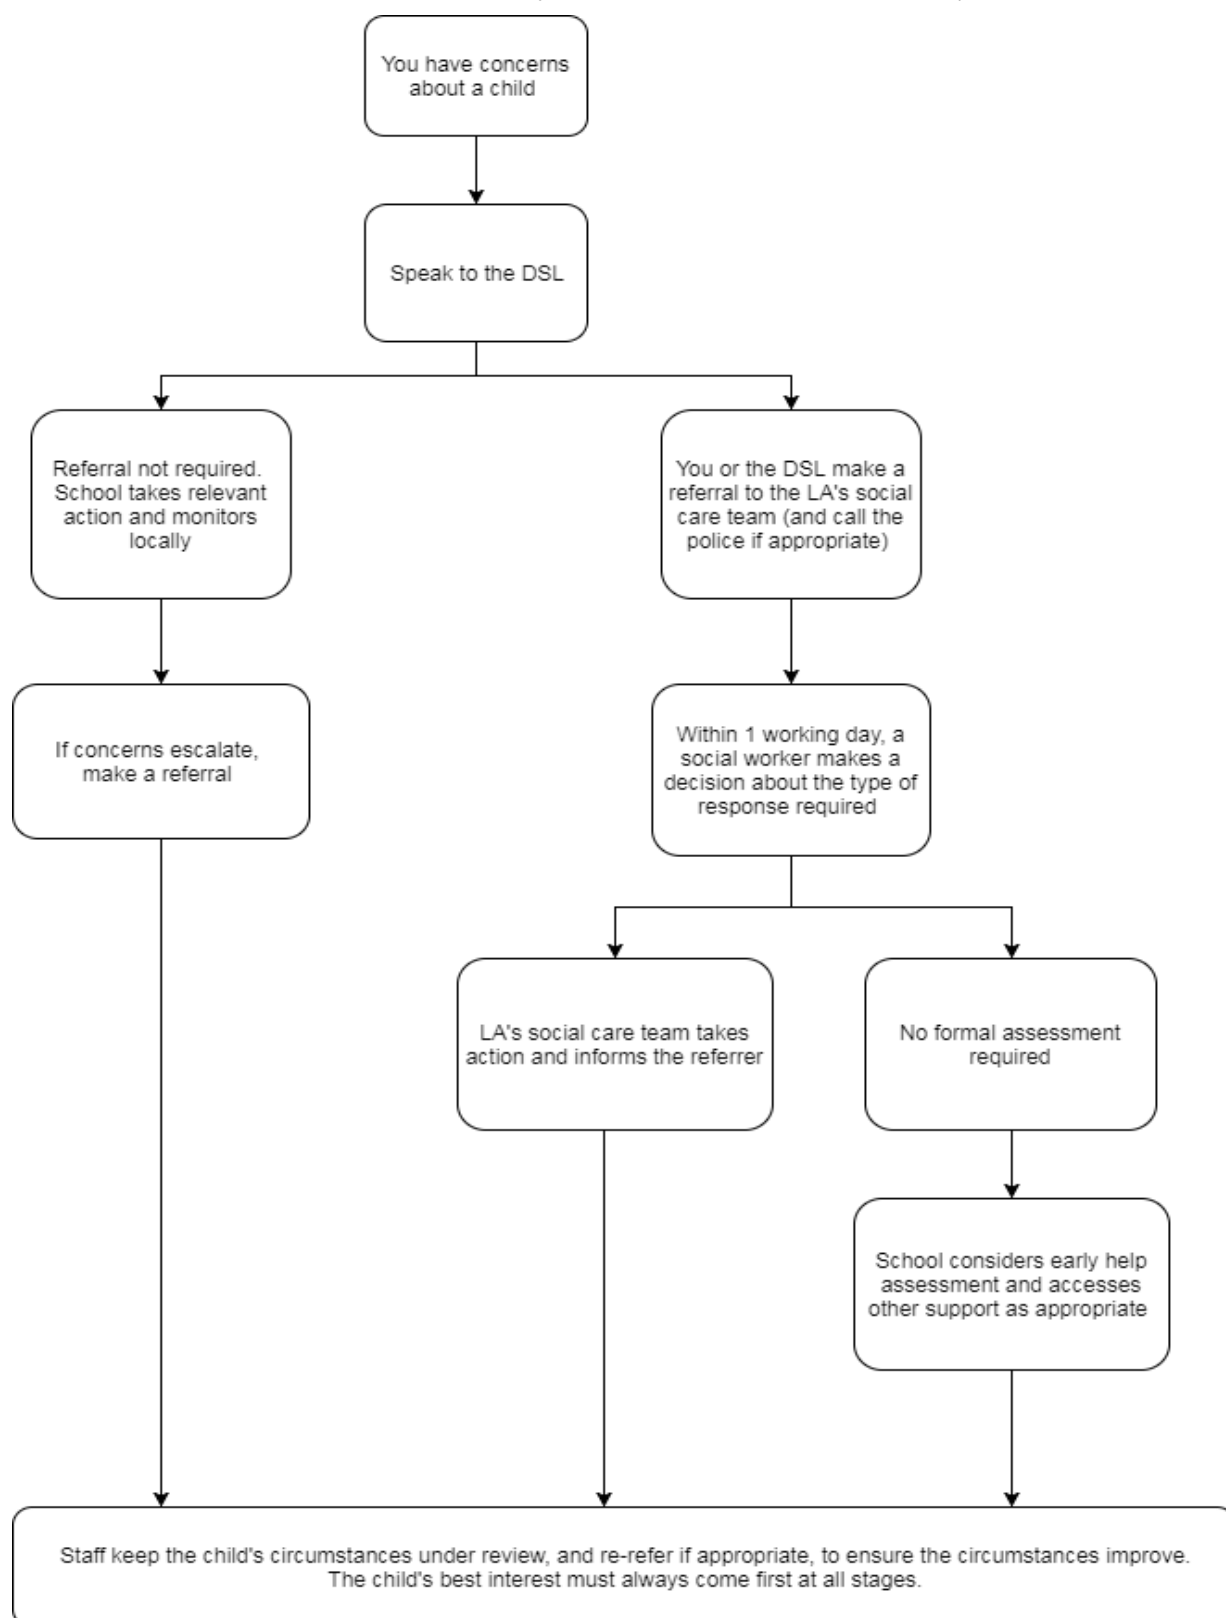 You have concerns
about a child
Speak to the DSL
Referral not required.
School takes relevant
action and monitors
locally
You or the DSL make a
referral to the LA's social
care team (and call the
police if appropriate)
If concerns escalate,
make a referral
Within 1 working day, a
social worker makes a
decision about the type of
response required
LA's social care team takes
action and informs the referrer
No formal assessment
required
School considers early help
assessment and accesses
other support as appropriate
Staff keep the child's circumstances under review, and re-refer if appropriate, to ensure the circumstances improve.
The child's best interest must always come first at all stages.